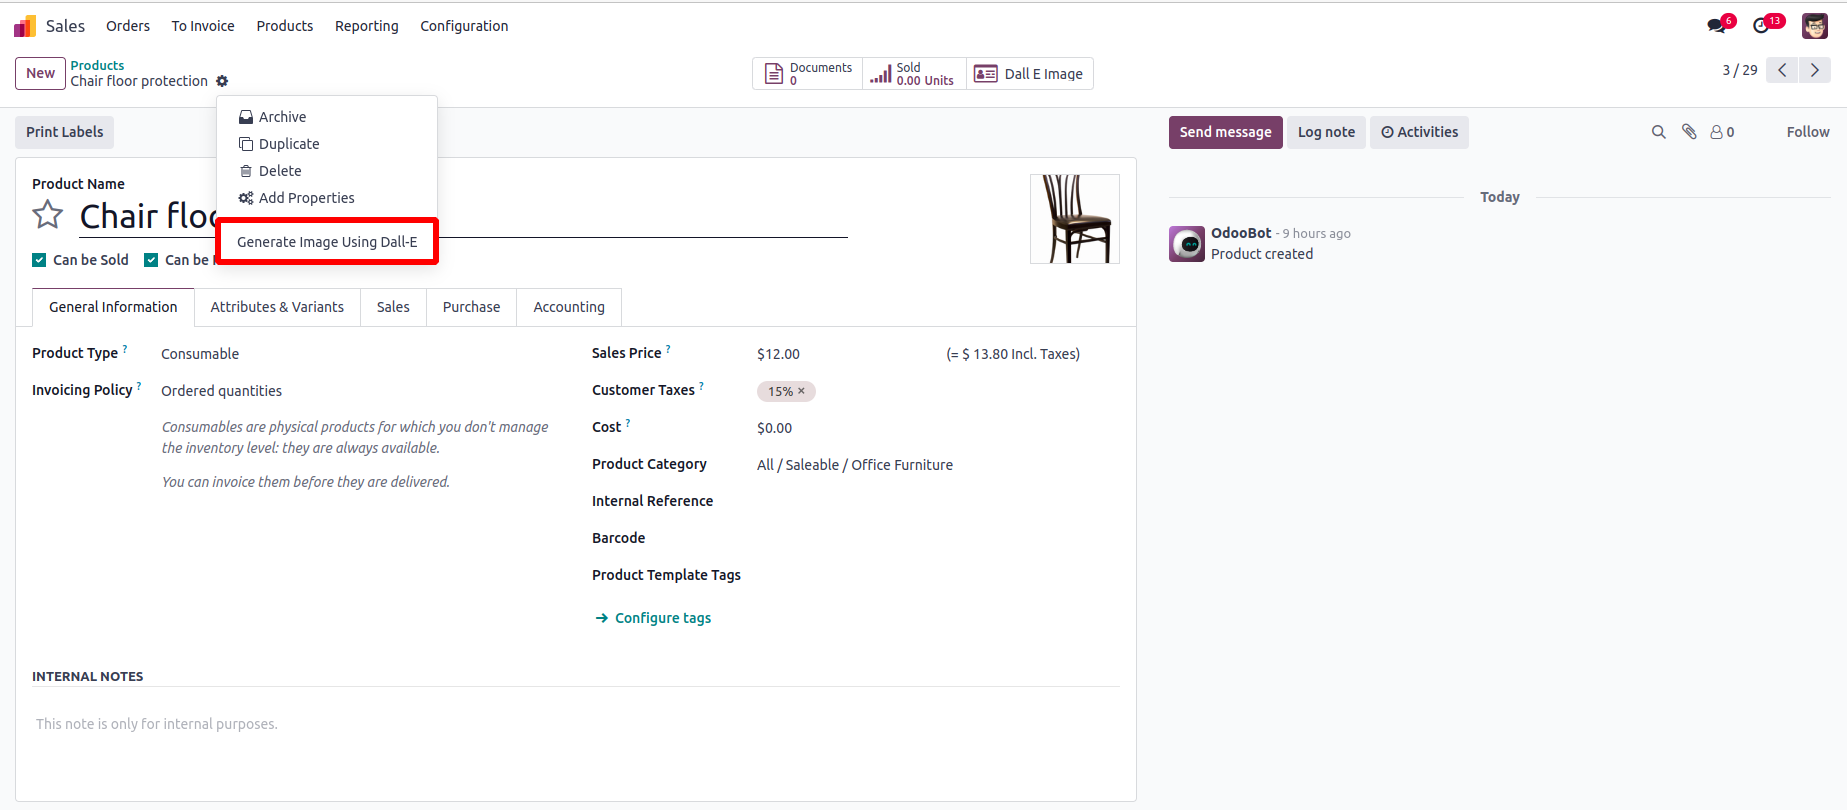 Sales Orders To Invoice Products Reporting Configuration 6 13
New Products
Chair floor protection
Documents
0
Sold
0.00 Units
Dall E Image
3 / 29
Archive
Duplicate
Delete
Add Properties
Generate Image Using Dall-E
Print Labels
Send message Log note Activities 0 Follow
Product Name
Chair floo
Can be Sold Can be
Today
OdooBot - 9 hours ago
Product created
General Information Attributes & Variants Sales Purchase Accounting
Product Type ? Consumable
Invoicing Policy ? Ordered quantities
Consumables are physical products for which you don't manage
the inventory level: they are always available.
You can invoice them before they are delivered.
Sales Price ? $12.00 (= $ 13.80 Incl. Taxes)
Customer Taxes ? 15% ×
Cost ? $0.00
Product Category All / Saleable / Office Furniture
Internal Reference
Barcode
Product Template Tags
Configure tags
INTERNAL NOTES
This note is only for internal purposes.